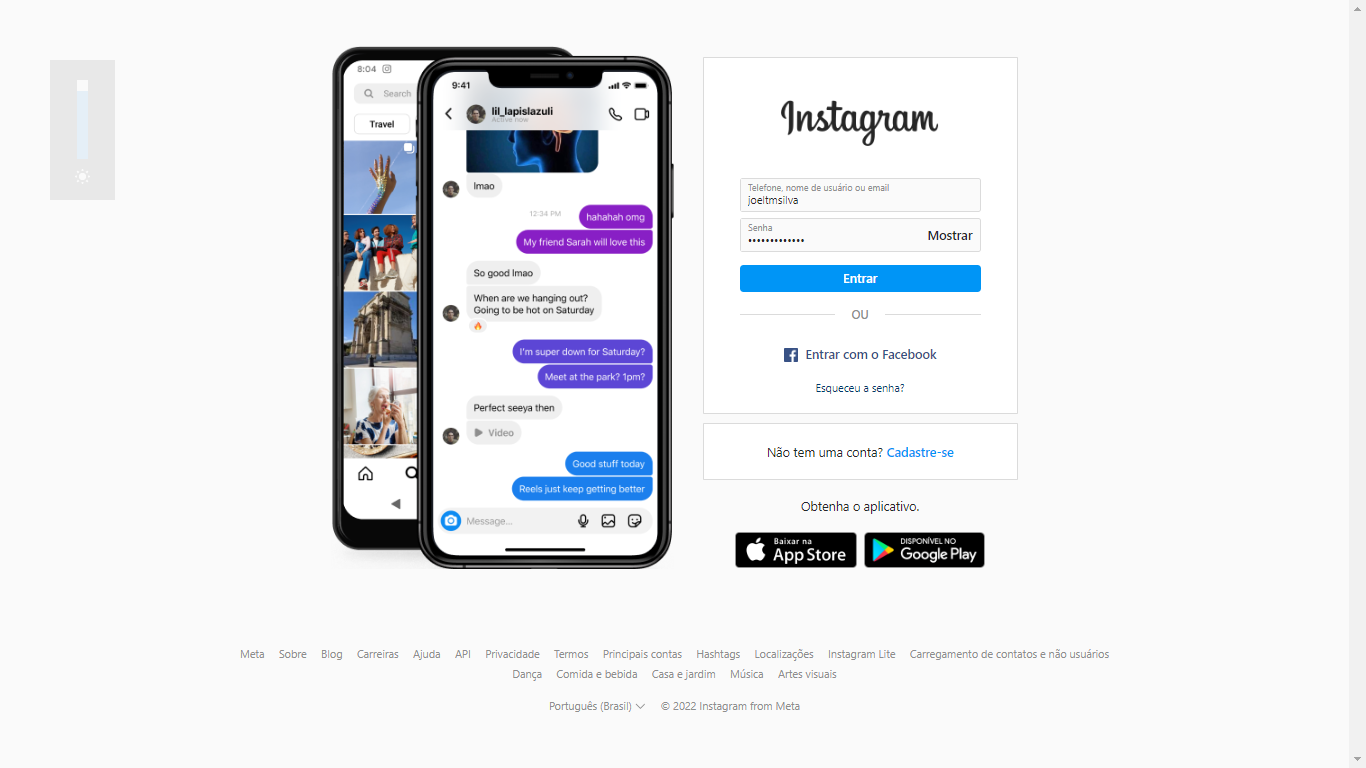 8:04
Search
Travel
9:41
lil_lapislazuli
Active now
lmao
12:34 PM
hahahah omg
My friend Sarah will love this
So good lmao
When are we hanging out?
Going to be hot on Saturday
I'm super down for Saturday?
Meet at the park? 1pm?
Perfect seeya then
Video
Good stuff today
Reels just keep getting better
Message...
Instagram
Telefone, nome de usuário ou email
joeltmsilva
Senha
•••••••••••••
Mostrar
Entrar
OU
Entrar com o Facebook
Esqueceu a senha?
Não tem uma conta? Cadastre-se
Obtenha o aplicativo.
Baixar na
App Store
DISPONÍVEL NO
Google Play
Meta Sobre Blog Carreiras Ajuda API Privacidade Termos Principais contas Hashtags Localizações Instagram Lite Carregamento de contatos e não usuários
Dança Comida e bebida Casa e jardim Música Artes visuais
Português (Brasil) © 2022 Instagram from Meta